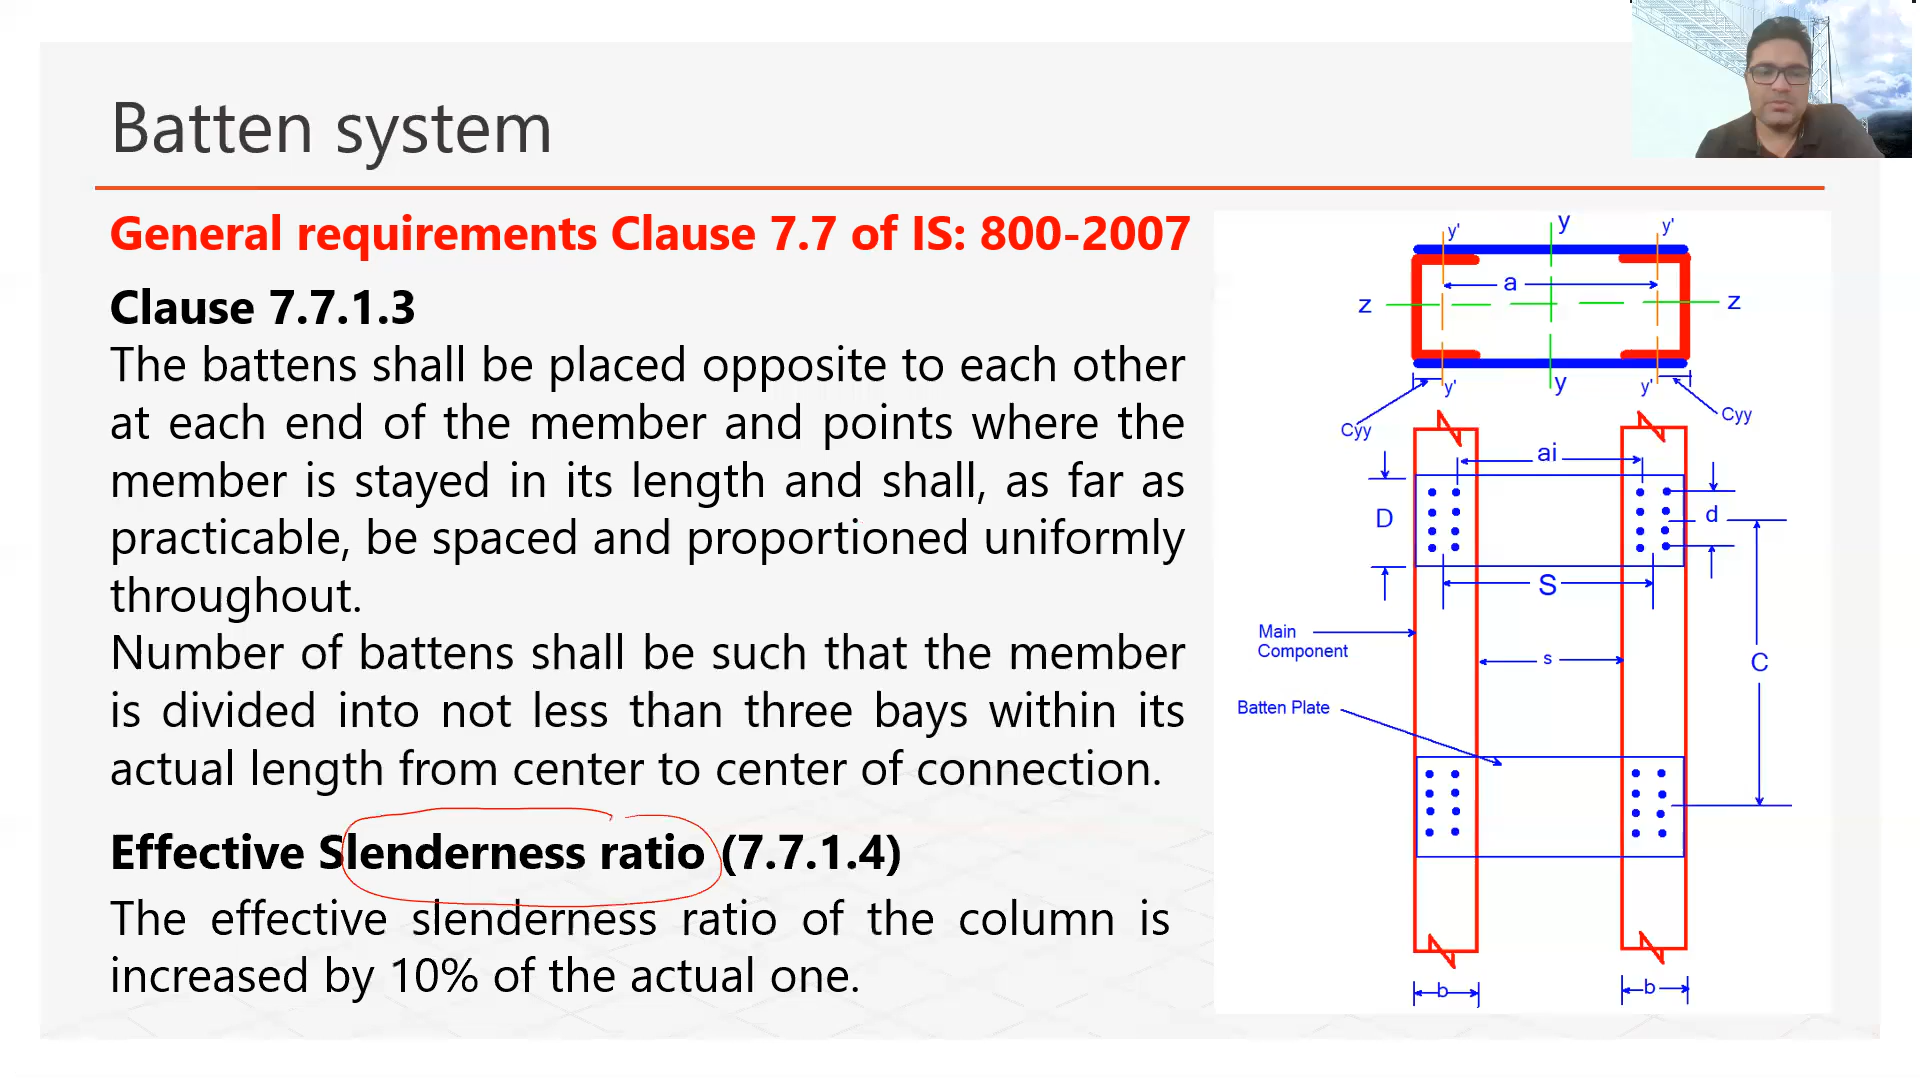 Batten system
General requirements Clause 7.7 of IS: 800-2007
Clause 7.7.1.3
The battens shall be placed opposite to each other
at each end of the member and points where the
member is stayed in its length and shall, as far as
practicable, be spaced and proportioned uniformly
throughout.
Number of battens shall be such that the member
is divided into not less than three bays within its
actual length from center to center of connection.
Effective Slenderness ratio (7.7.1.4)
The effective slenderness ratio of the column is
increased by 10% of the actual one.
y' y y'
a
z z
y' y y'
Cyy Cyy
ai
D d
S
Main
Component
s C
Batten Plate
b b